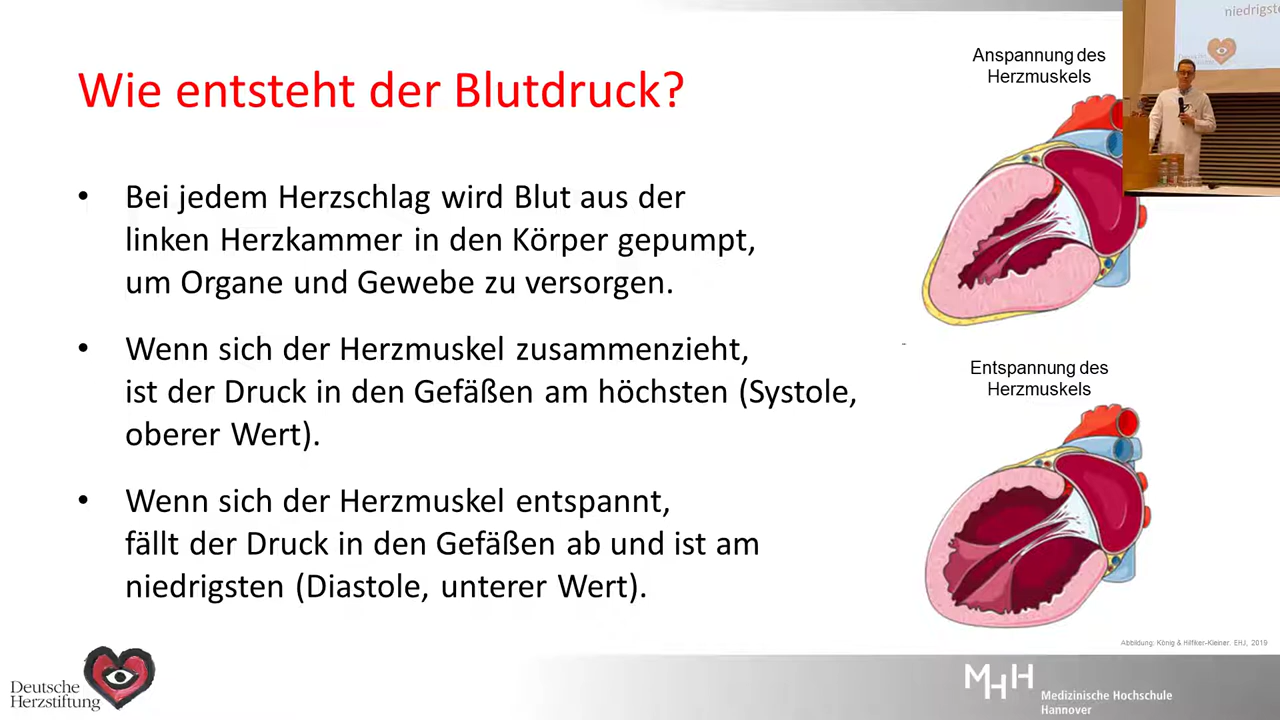 niedrigste
Anspannung des
Herzmuskels
Wie entsteht der Blutdruck?
• Bei jedem Herzschlag wird Blut aus der
linken Herzkammer in den Körper gepumpt,
um Organe und Gewebe zu versorgen.
• Wenn sich der Herzmuskel zusammenzieht,
ist der Druck in den Gefäßen am höchsten (Systole,
oberer Wert).
Entspannung des
Herzmuskels
• Wenn sich der Herzmuskel entspannt,
fällt der Druck in den Gefäßen ab und ist am
niedrigsten (Diastole, unterer Wert).
Abbildung: König & Hilfiker-Kleiner, EHJ, 2019
Deutsche
Herzstiftung
MHH
Medizinische Hochschule
Hannover